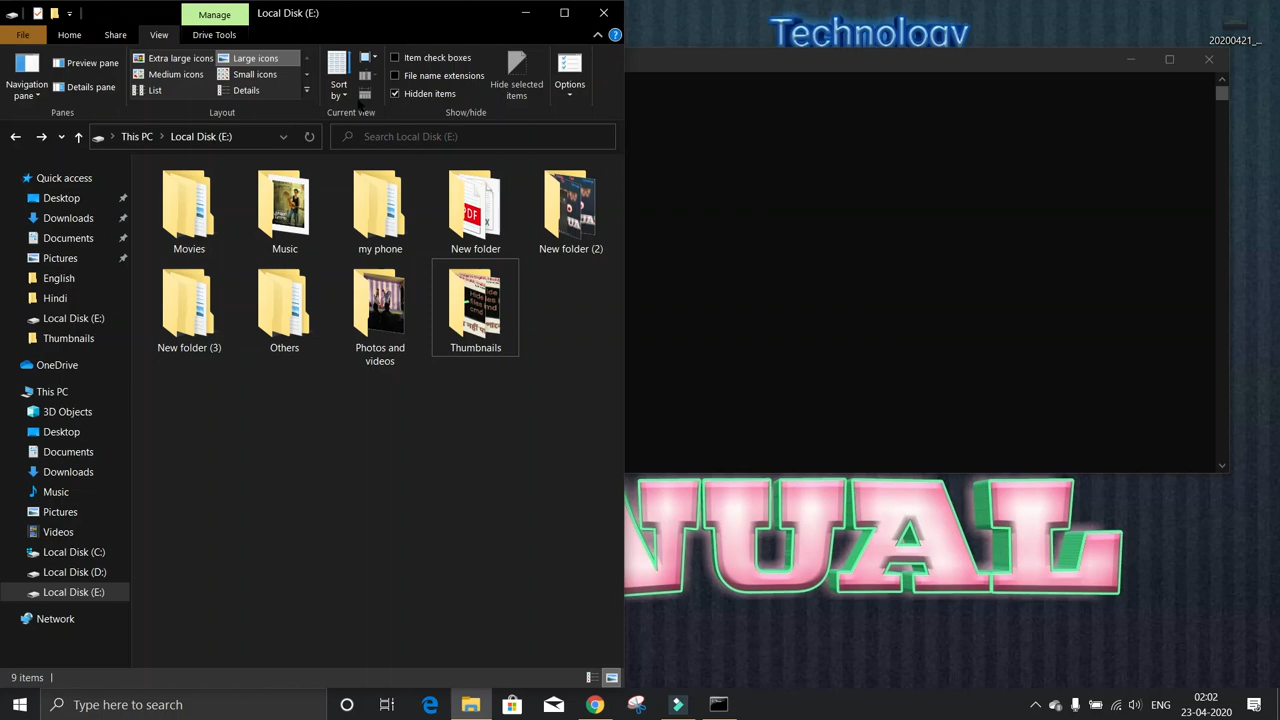 Manage
Local Disk (E:)
File
Home
Share
View
Drive Tools
Navigation pane
Preview pane
Details pane
Panes
Extra large icons
Large icons
Medium icons
Small icons
List
Details
Layout
Sort by
Current view
Item check boxes
File name extensions
Hidden items
Hide selected items
Show/hide
Options
This PC
Local Disk (E:)
Search Local Disk (E:)
Quick access
Desktop
Downloads
Documents
Pictures
English
Hindi
Local Disk (E:)
Thumbnails
OneDrive
This PC
3D Objects
Desktop
Documents
Downloads
Music
Pictures
Videos
Local Disk (C:)
Local Disk (D:)
Local Disk (E:)
Network
Movies
Music
my phone
PDF
New folder
New folder (2)
New folder (3)
Others
Photos and videos
Thumbnails
9 items
Technology
20200421_...
NUAL
Type here to search
02:02
23-04-2020